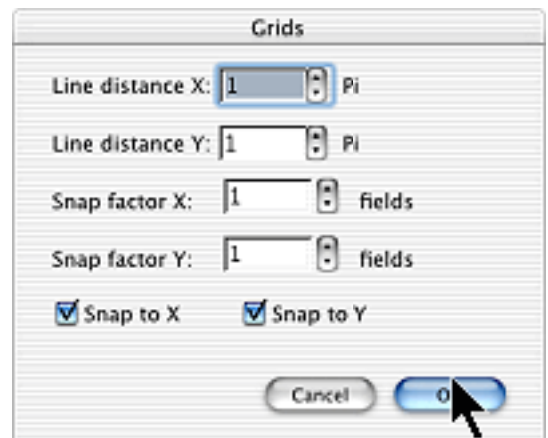 Grids
Line distance X: 1 Pi
Line distance Y: 1 Pi
Snap factor X: 1 fields
Snap factor Y: 1 fields
Snap to X Snap to Y
Cancel